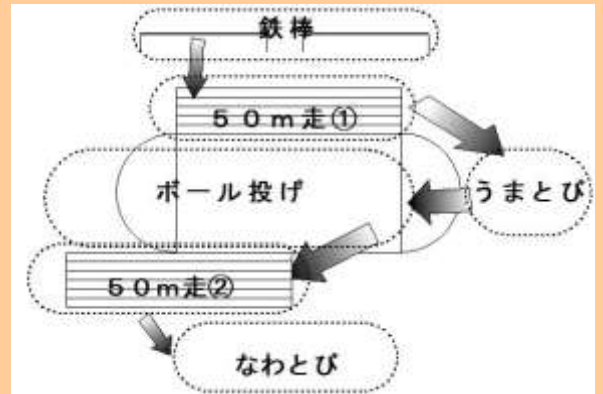 鉄棒
５０ｍ走①
ボール投げ
うまとび
５０ｍ走②
なわとび